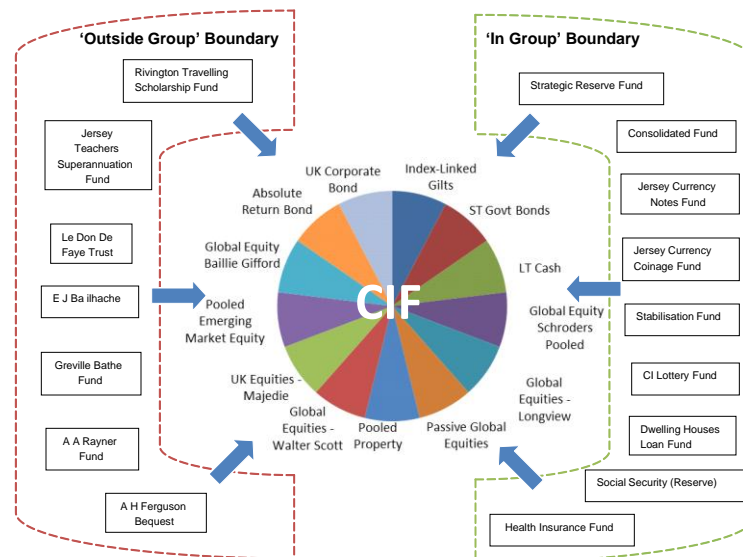 'Outside Group' Boundary
'In Group' Boundary
Rivington Travelling
Scholarship Fund
Jersey
Teachers
Superannuation
Fund
Le Don De
Faye Trust
E J Ba ilhache
Greville Bathe
Fund
A A Rayner
Fund
A H Ferguson
Bequest
UK Corporate
Bond
Index-Linked
Gilts
Absolute
Return Bond
ST Govt Bonds
Global Equity
Baillie Gifford
LT Cash
CIF
Pooled
Emerging
Market Equity
Global Equity
Schroders
Pooled
UK Equities -
Majedie
Global
Equities -
Longview
Global
Equities -
Walter Scott
Pooled
Property
Passive Global
Equities
Strategic Reserve Fund
Consolidated Fund
Jersey Currency
Notes Fund
Jersey Currency
Coinage Fund
Stabilisation Fund
CI Lottery Fund
Dwelling Houses
Loan Fund
Social Security (Reserve)
Health Insurance Fund